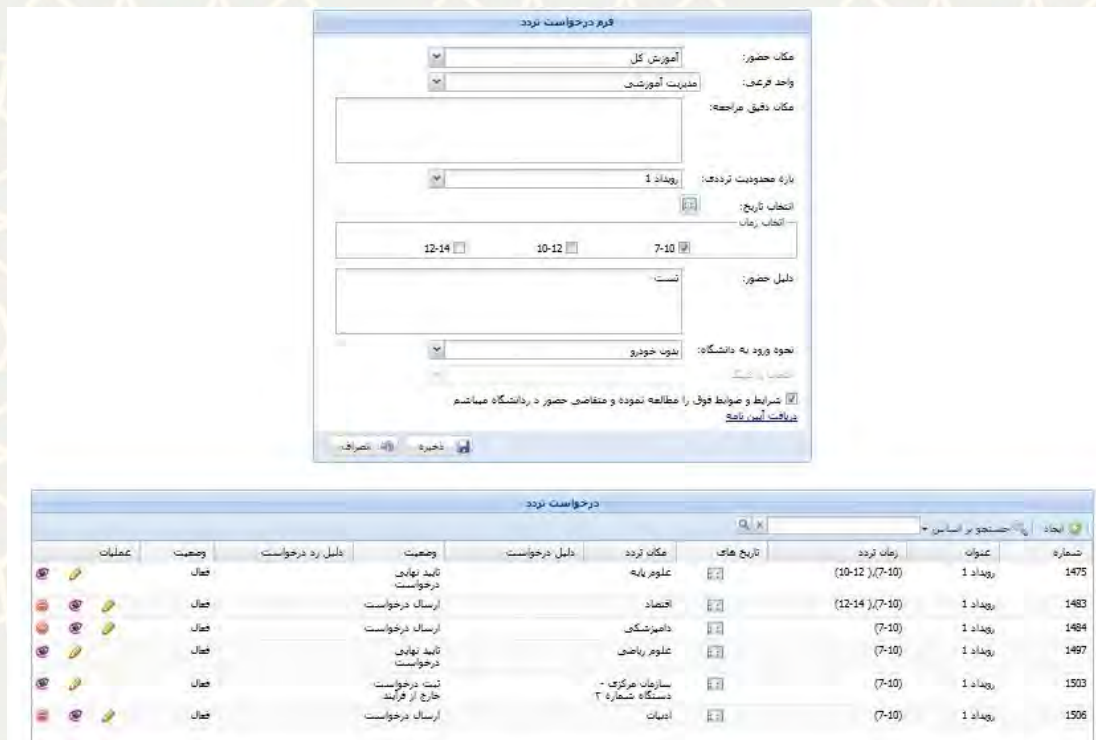 فرم درخواست تردد
مکان حضور: آموزش کل
واحد فرعی: مدیریت آموزشی
مکان دقیق مراجعه:
بازه محدودیت ترددی: رویداد 1
انتخاب تاریخ:
انتخاب زمان
7-10 10-12 12-14
دلیل حضور: تست
نحوه ورود به دانشگاه: بدون خودرو
شرایط و ضوابط فوق را مطالعه نموده و متقاضی حضور د ردانشگاه میباشم
دریافت آیین نامه
ذخیره انصراف
درخواست تردد
ایجاد جستجو بر اساس
شماره عنوان زمان تردد تاریخ های مکان تردد دلیل درخواست وضعیت دلیل رد درخواست وضعیت عملیات
1475 رویداد 1 (7-10),( 10-12) علوم پایه تایید نهایی درخواست فعال
1483 رویداد 1 (7-10),( 12-14) اقتصاد ارسال درخواست فعال
1484 رویداد 1 (7-10) دامپزشکی ارسال درخواست فعال
1497 رویداد 1 (7-10) علوم ریاضی تایید نهایی درخواست فعال
1503 رویداد 1 (7-10) سازمان مرکزی - دستگاه شماره ۲ ثبت درخواست خارج از فرآیند فعال
1506 رویداد 1 (7-10) ادبیات ارسال درخواست فعال